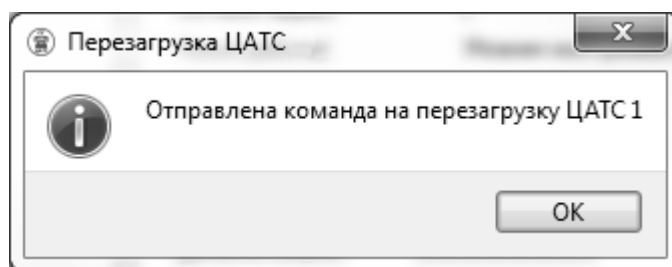 Перезагрузка ЦАТС
Отправлена команда на перезагрузку ЦАТС 1
OK